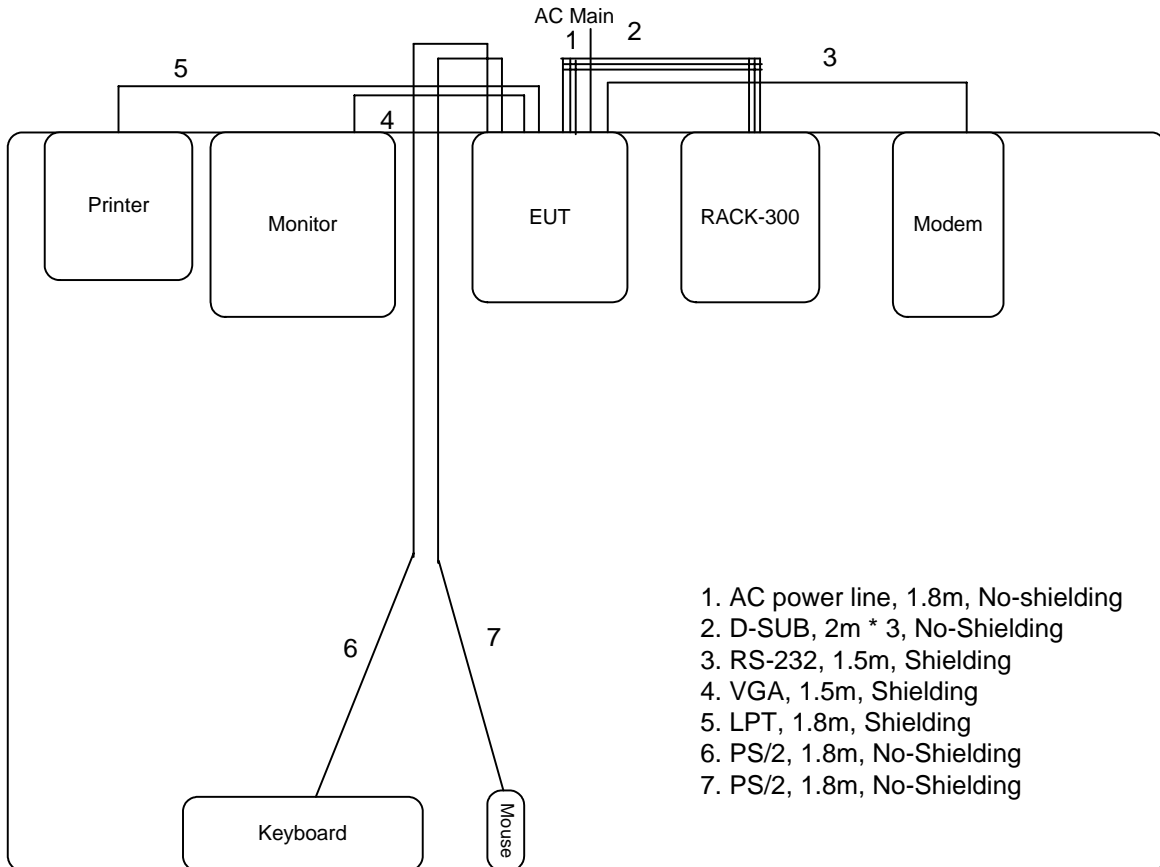 AC Main
1
2
3
5
4
Printer
Monitor
EUT
RACK-300
Modem
1. AC power line, 1.8m, No-shielding
2. D-SUB, 2m * 3, No-Shielding
3. RS-232, 1.5m, Shielding
4. VGA, 1.5m, Shielding
5. LPT, 1.8m, Shielding
6. PS/2, 1.8m, No-Shielding
7. PS/2, 1.8m, No-Shielding
6
7
Keyboard
Mouse